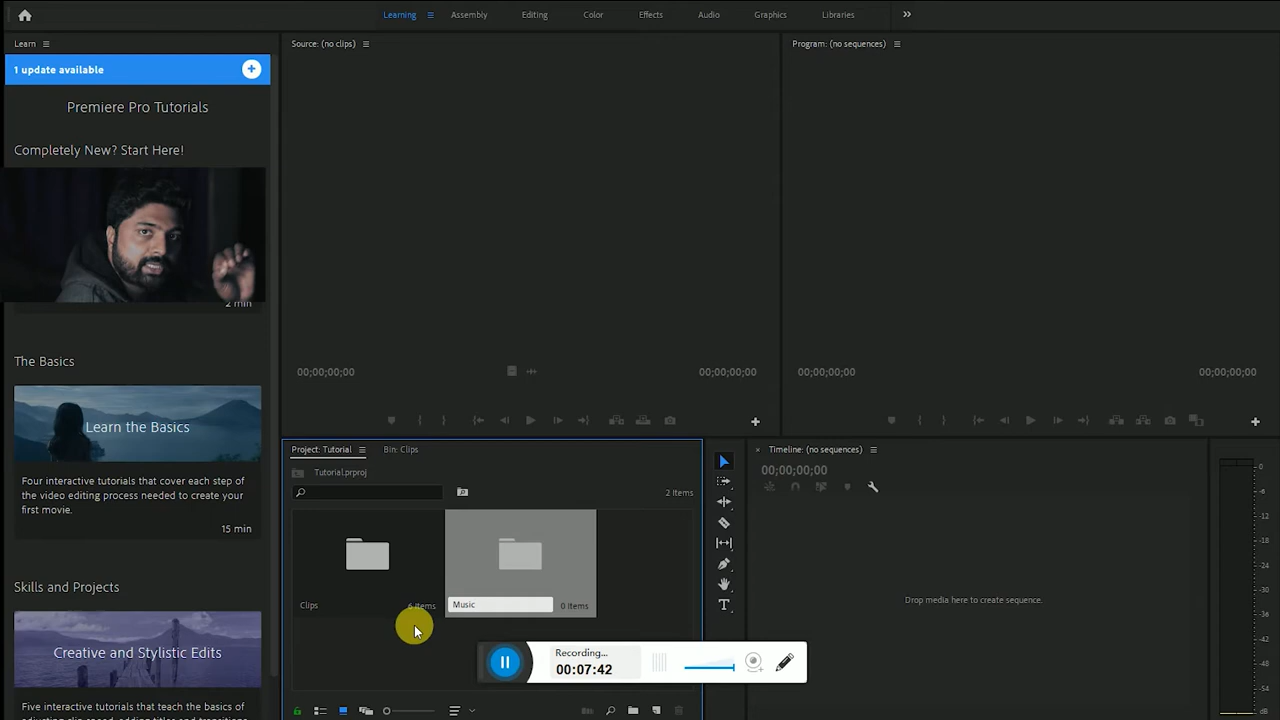 Learning
Assembly
Editing
Color
Effects
Audio
Graphics
Libraries
Learn
Source: (no clips)
Program: (no sequences)
1 update available
Premiere Pro Tutorials
Completely New? Start Here!
2 min
The Basics
Learn the Basics
Four interactive tutorials that cover each step of
the video editing process needed to create your
first movie.
15 min
Skills and Projects
Creative and Stylistic Edits
Five interactive tutorials that teach the basics of
00;00;00;00
00;00;00;00
00;00;00;00
00;00;00;00
Project: Tutorial
Bin: Clips
Tutorial.prproj
2 Items
Clips
6 Items
Music
0 Items
Recording...
00:07:42
× Timeline: (no sequences)
00;00;00;00
Drop media here to create sequence.
0
-6
-12
-18
-24
-30
-36
-42
-48
-54
dB